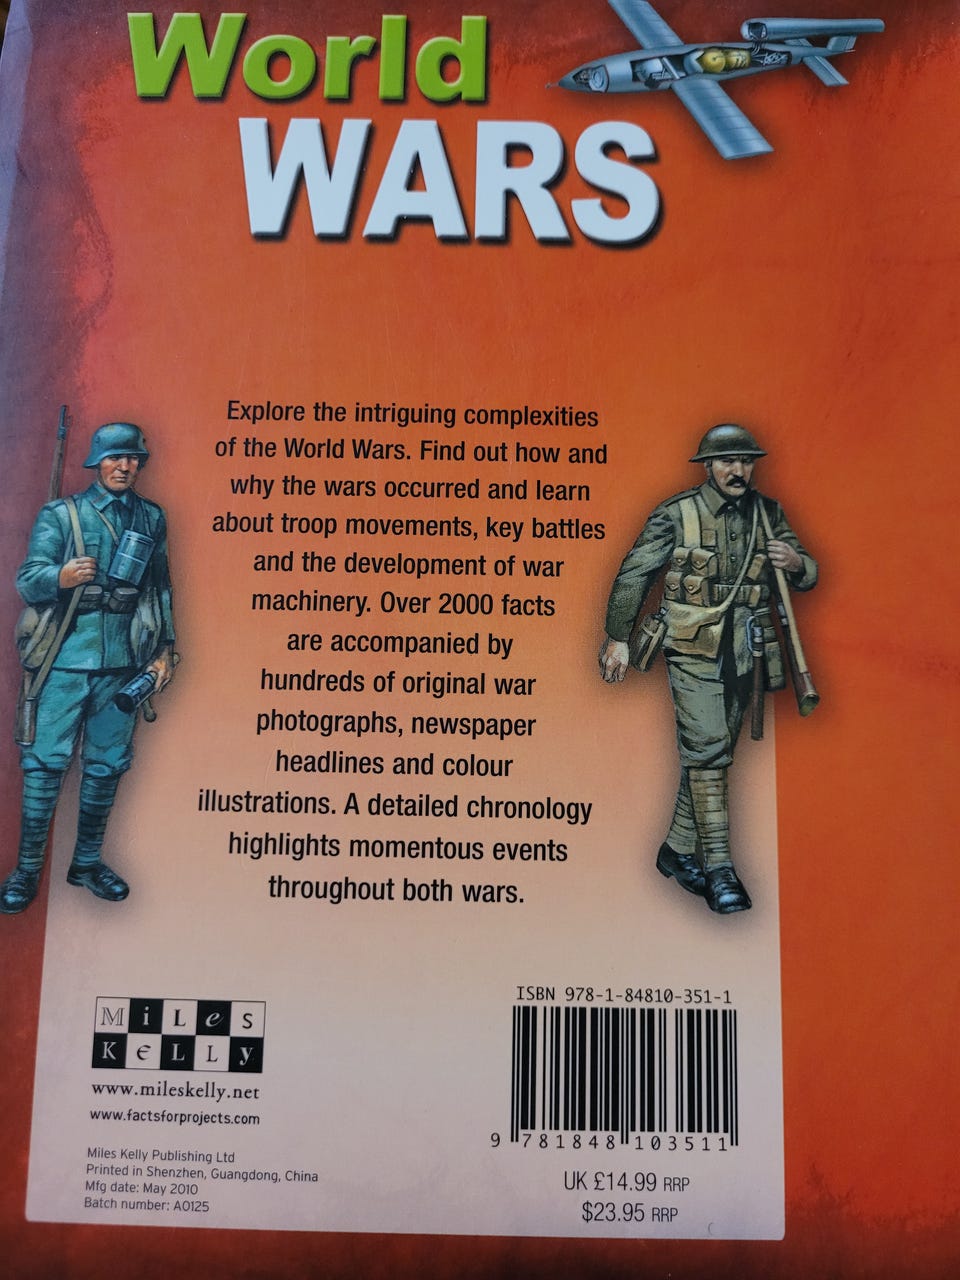 World
WARS
Explore the intriguing complexities
of the World Wars. Find out how and
why the wars occurred and learn
about troop movements, key battles
and the development of war
machinery. Over 2000 facts
are accompanied by
hundreds of original war
photographs, newspaper
headlines and colour
illustrations. A detailed chronology
highlights momentous events
throughout both wars.
MiLeS
KeLLy
www.mileskelly.net
www.factsforprojects.com
Miles Kelly Publishing Ltd
Printed in Shenzhen, Guangdong, China
Mfg date: May 2010
Batch number: A0125
ISBN 978-1-84810-351-1
9 781848 103511
UK £14.99 RRP
$23.95 RRP